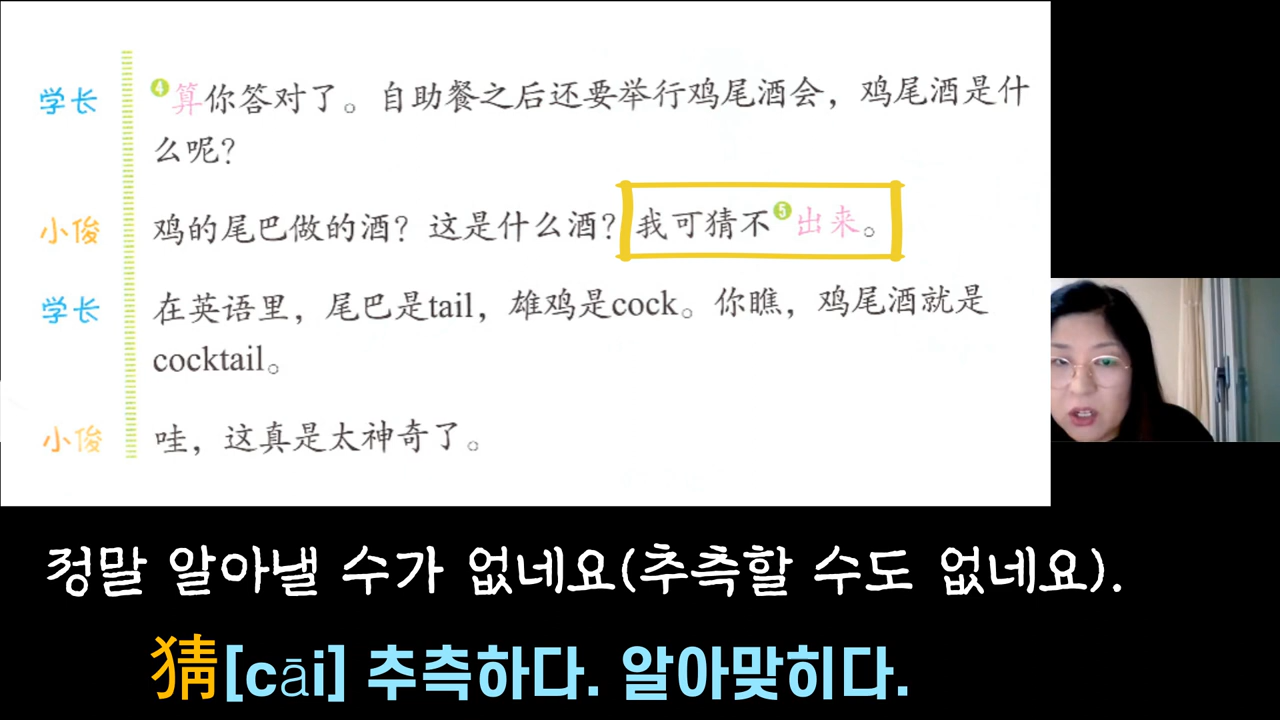 学长 ④算你答对了。自助餐之后还要举行鸡尾酒会，鸡尾酒是什
么呢？
小俊 鸡的尾巴做的酒？这是什么酒？我可猜不⑤出来。
学长 在英语里，尾巴是tail，雄鸡是cock。你瞧，鸡尾酒就是
cocktail。
小俊 哇，这真是太神奇了。
정말 알아낼 수가 없네요(추측할 수도 없네요).
猜[cāi] 추측하다. 알아맞히다.